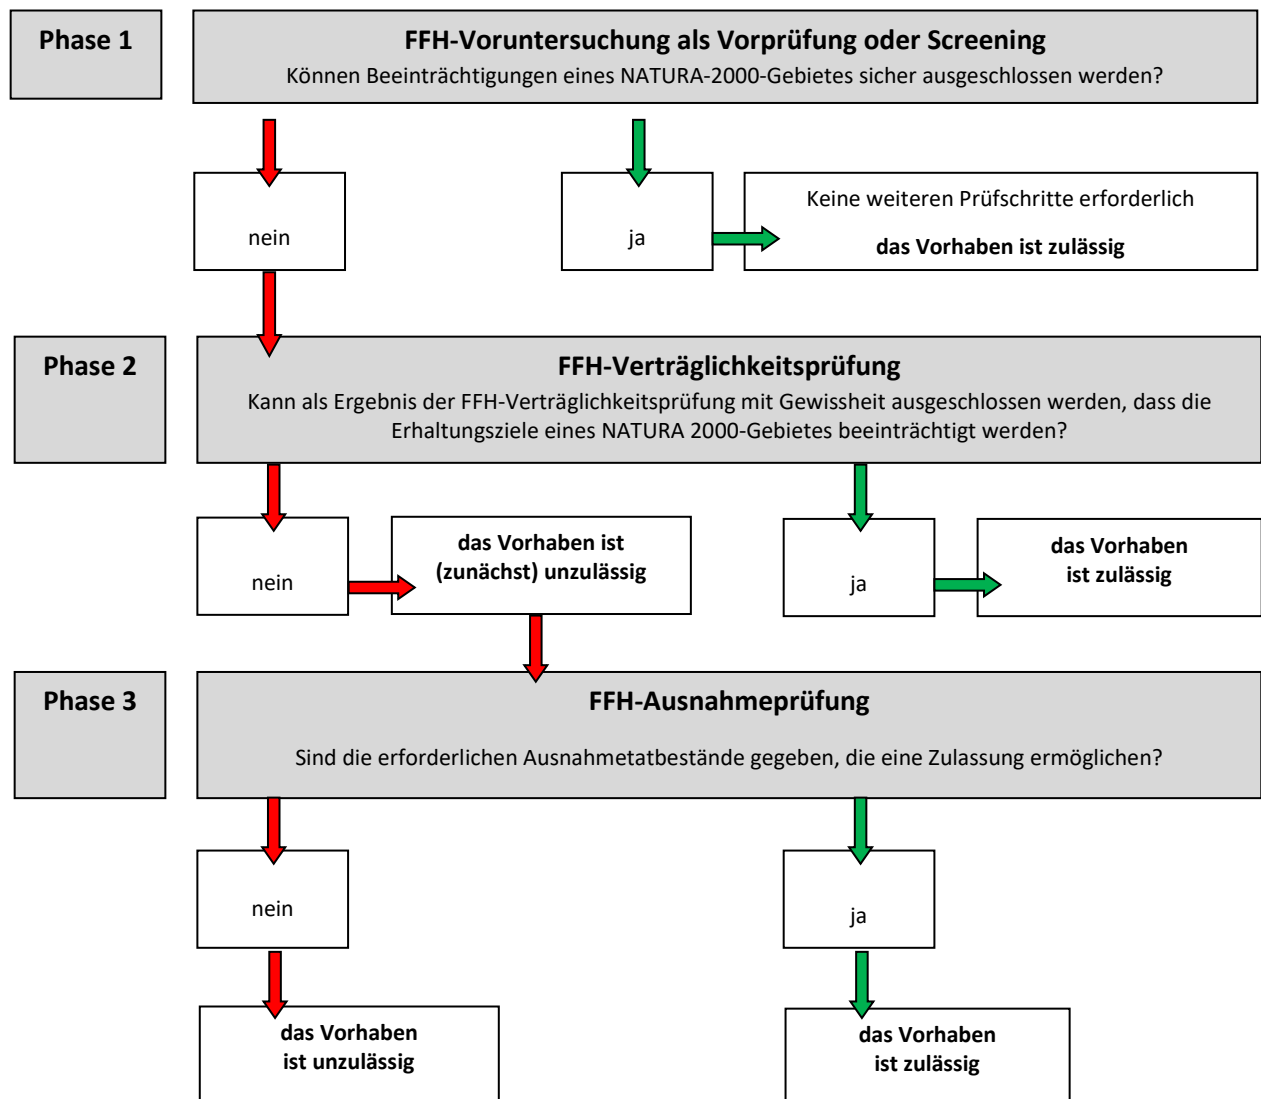 Phase 1
FFH-Voruntersuchung als Vorprüfung oder Screening
Können Beeinträchtigungen eines NATURA-2000-Gebietes sicher ausgeschlossen werden?
nein
ja
Keine weiteren Prüfschritte erforderlich
das Vorhaben ist zulässig
Phase 2
FFH-Verträglichkeitsprüfung
Kann als Ergebnis der FFH-Verträglichkeitsprüfung mit Gewissheit ausgeschlossen werden, dass die
Erhaltungsziele eines NATURA 2000-Gebietes beeinträchtigt werden?
nein
das Vorhaben ist
(zunächst) unzulässig
ja
das Vorhaben
ist zulässig
Phase 3
FFH-Ausnahmeprüfung
Sind die erforderlichen Ausnahmetatbestände gegeben, die eine Zulassung ermöglichen?
nein
ja
das Vorhaben
ist unzulässig
das Vorhaben
ist zulässig